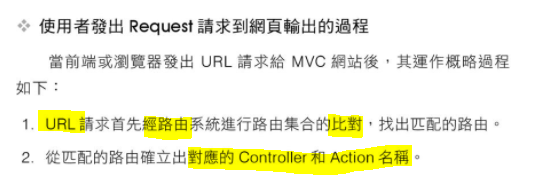 ❖ 使用者發出 Request 請求到網頁輸出的過程
當前端或瀏覽器發出 URL 請求給 MVC 網站後，其運作概略過程
如下：
1. URL 請求首先經路由系統進行路由集合的比對，找出匹配的路由。
2. 從匹配的路由確立出對應的 Controller 和 Action 名稱。